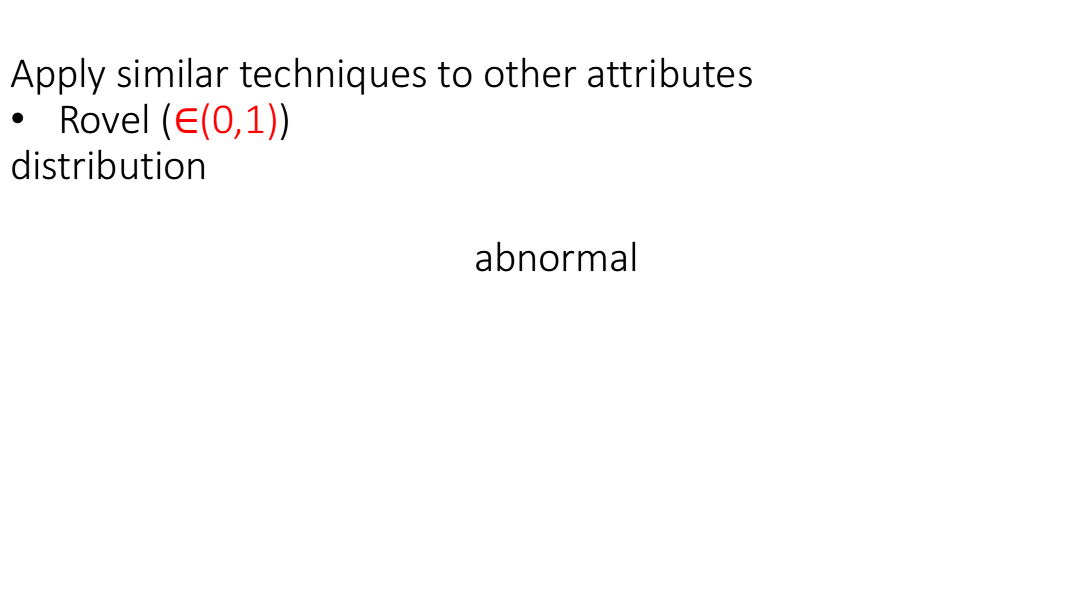 Apply similar techniques to other attributes
• Rovel (∈(0,1))
distribution
abnormal